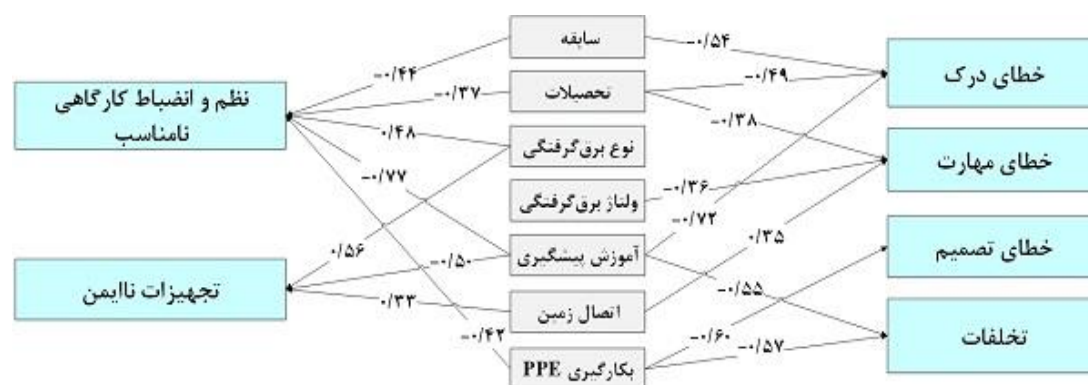 سابقه
تحصیلات
نوع برق‌گرفتگی
ولتاژ برق‌گرفتگی
آموزش پیشگیری
اتصال زمین
بکارگیری PPE
خطای درک
خطای مهارت
خطای تصمیم
تخلفات
نظم و انضباط کارگاهی
نامناسب
تجهیزات ناایمن
-۰/۵۴
-۰/۴۹
-۰/۳۸
-۰/۳۶
-۰/۷۲
۰/۳۵
-۰/۵۵
-۰/۶۰
-۰/۵۷
-۰/۴۴
-۰/۳۷
۰/۴۸
-۰/۷۷
۰/۵۶
-۰/۵۰
۰/۳۳
-۰/۴۲